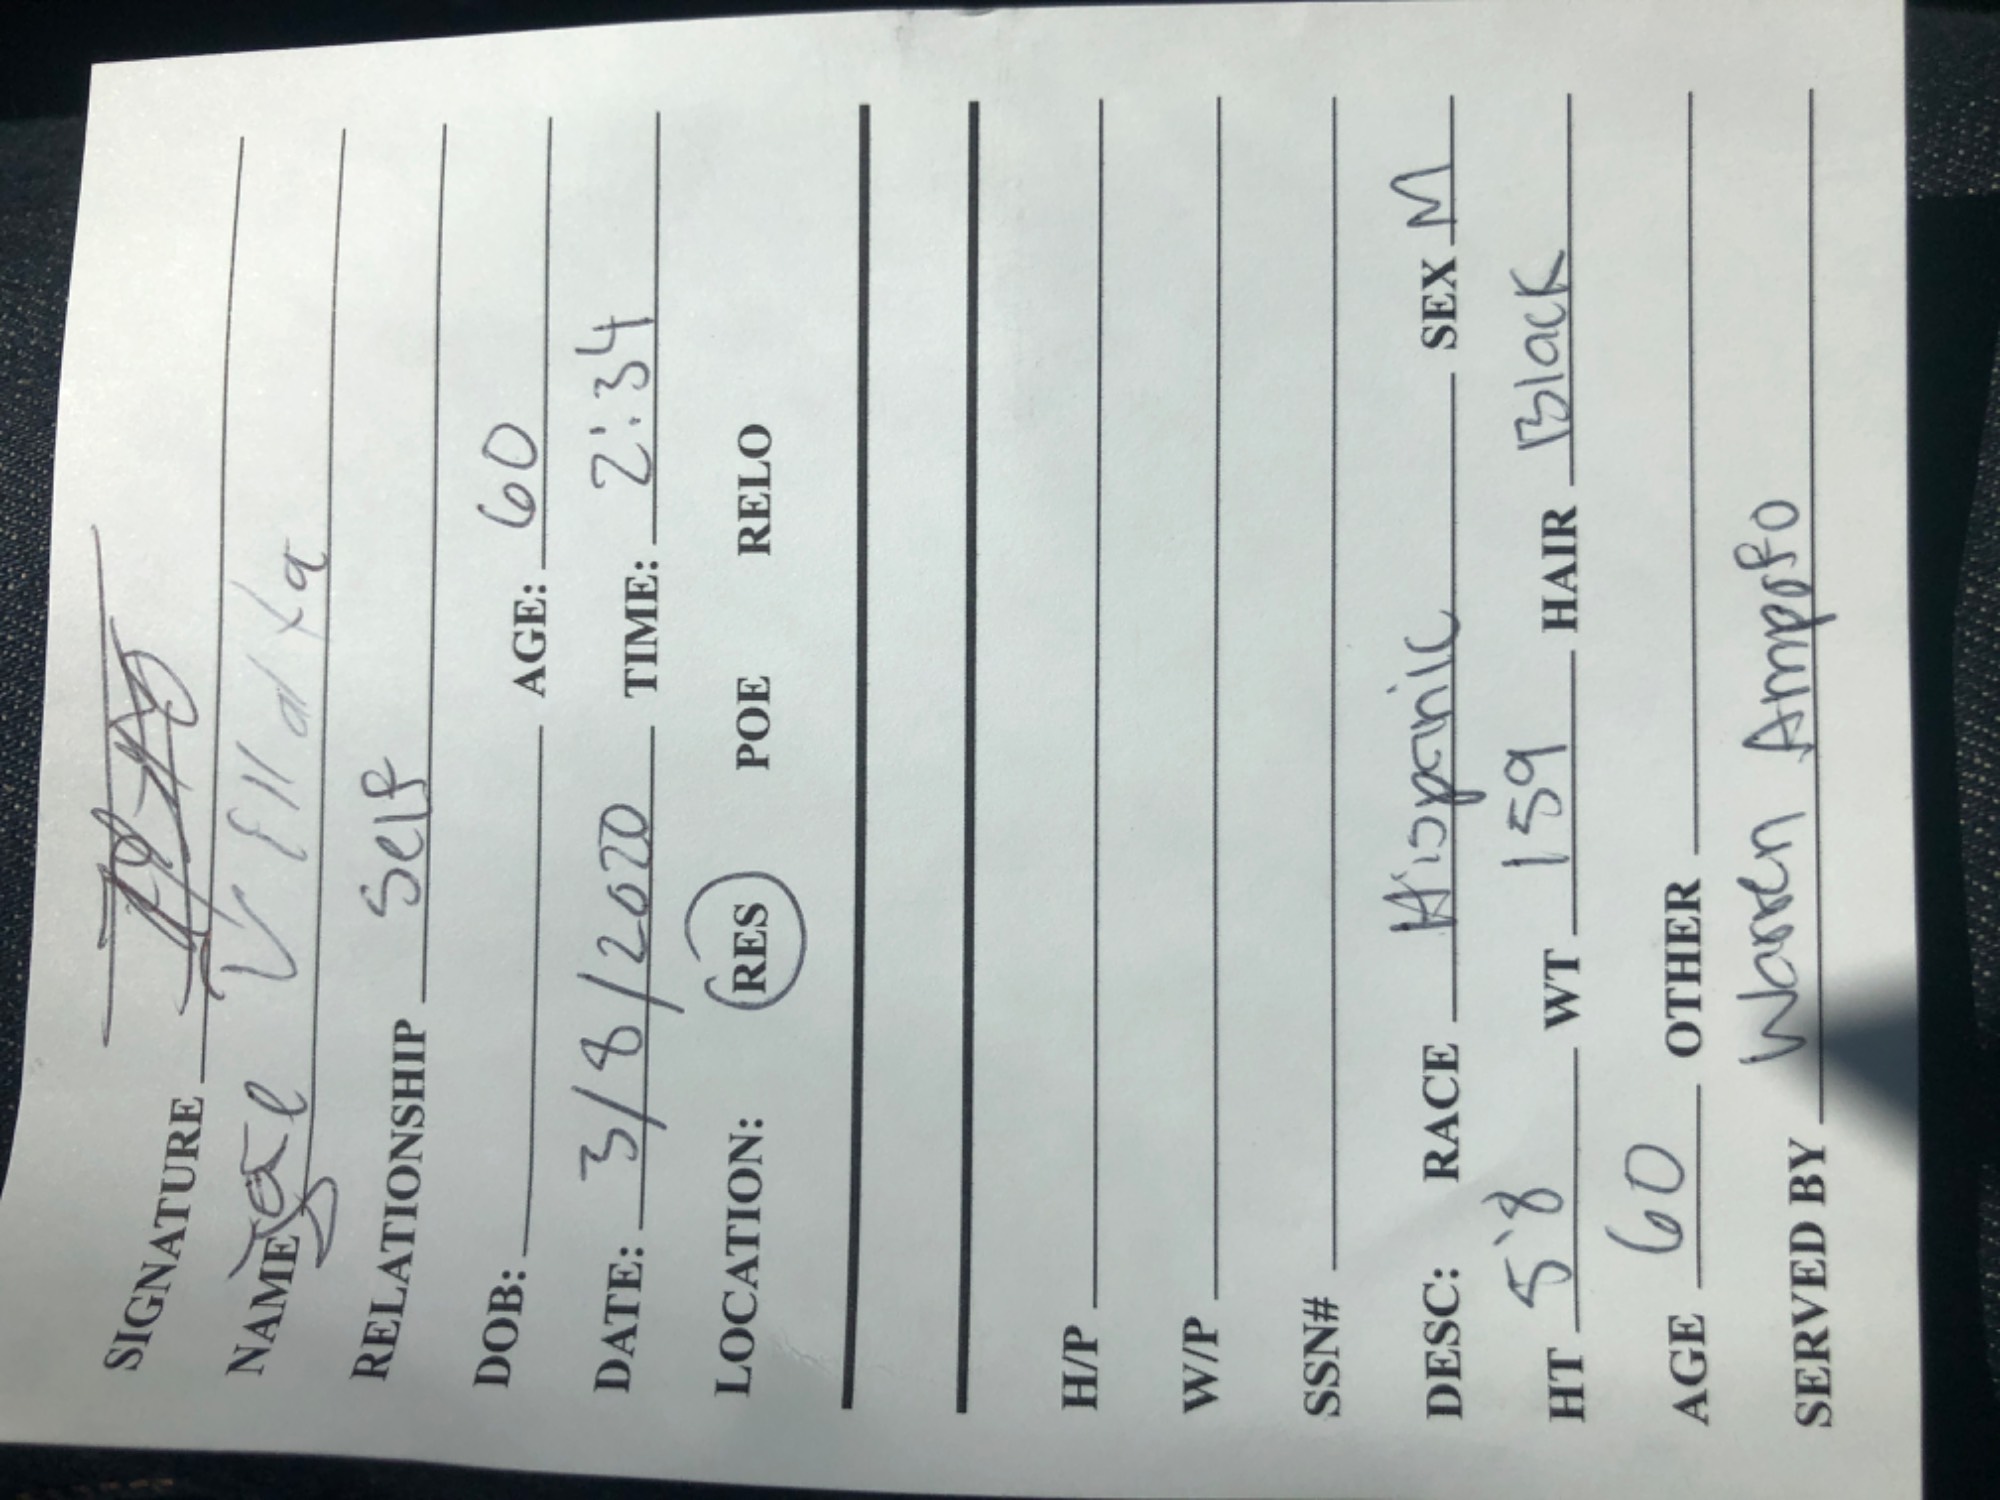 SIGNATURE
NAME
RELATIONSHIP Self
DOB: AGE: 60
DATE: 3/8/2020 TIME: 2:34
LOCATION: RES POE RELO
H/P
W/P
SSN#
DESC: RACE Hispanic SEX M
HT 5'8 WT 159 HAIR Black
AGE 60 OTHER
SERVED BY Warren